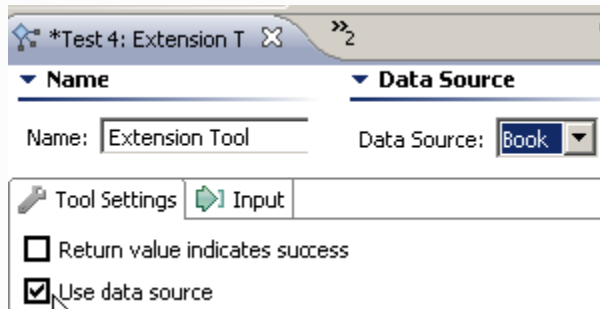 *Test 4: Extension T »2
Name Data Source
Name: Extension Tool Data Source: Book
Tool Settings Input
Return value indicates success
Use data source